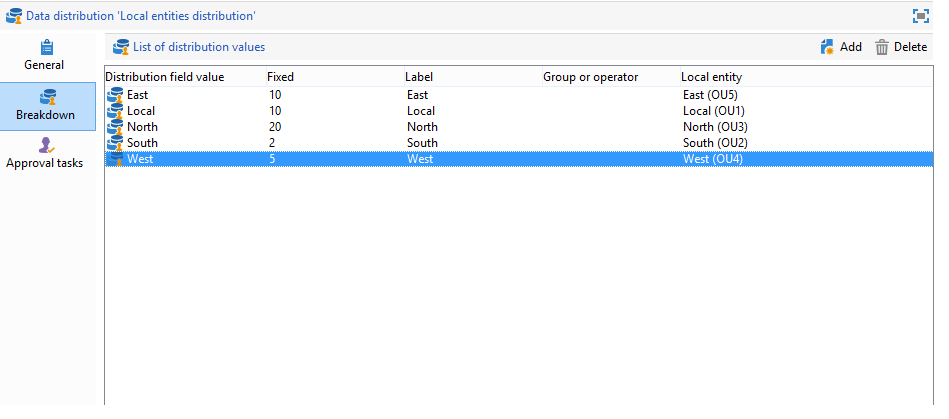 Data distribution 'Local entities distribution'
General
Breakdown
Approval tasks
List of distribution values
Add
Delete
Distribution field value Fixed Label Group or operator Local entity
East 10 East East (OU5)
Local 10 Local Local (OU1)
North 20 North North (OU3)
South 2 South South (OU2)
West 5 West West (OU4)